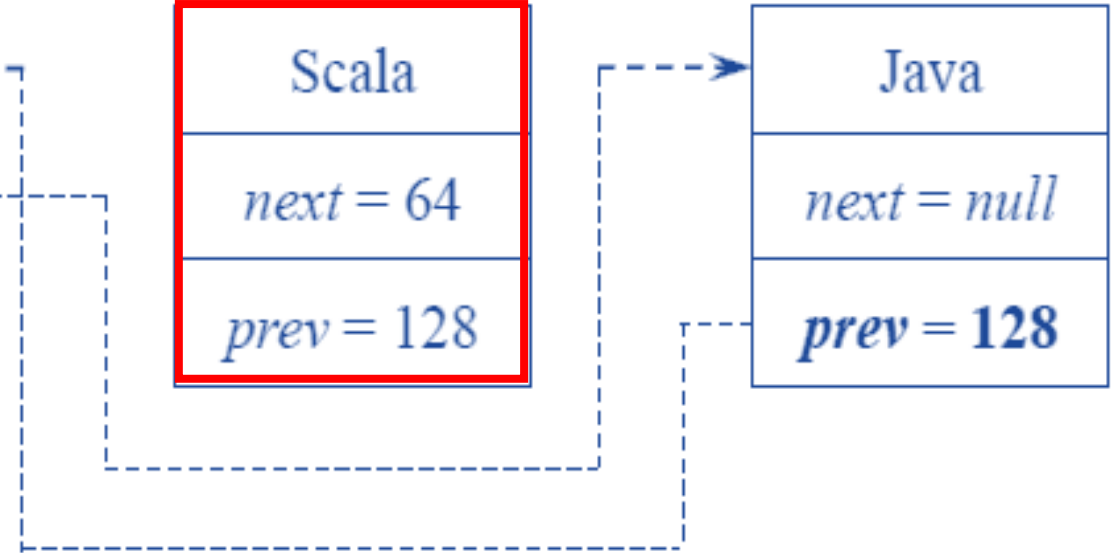 Scala
next = 64
prev = 128
Java
next = null
prev = 128